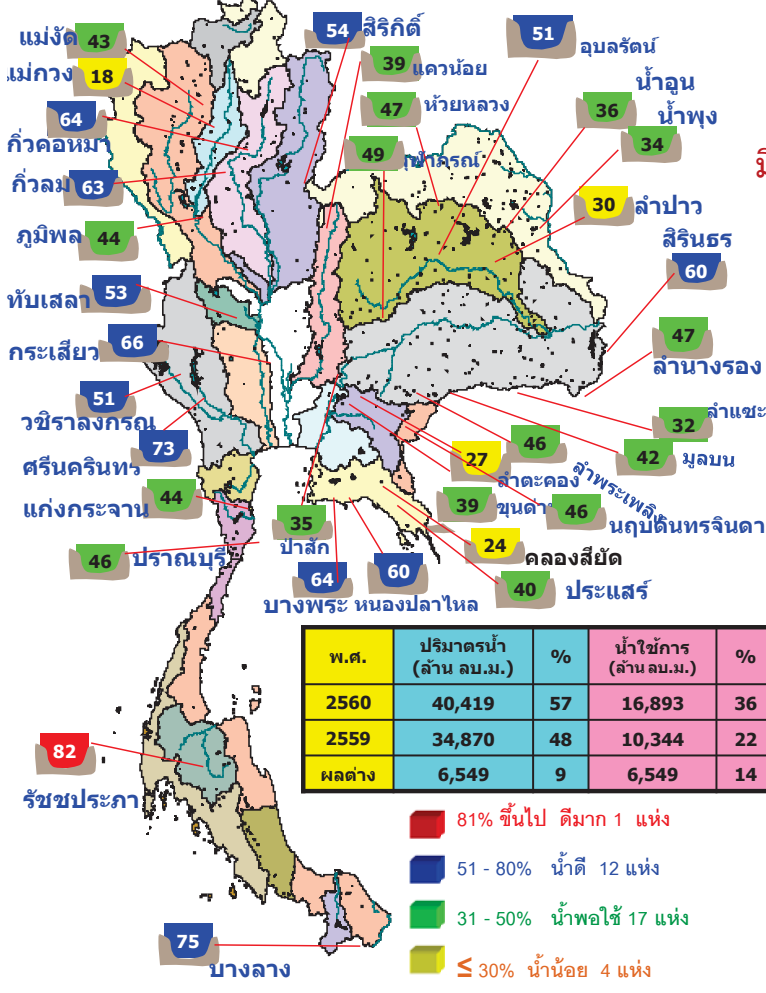 แม่งัด 43
แม่กวง 18
64
กิ่วคอหมา
กิ่วลม 63
ภูมิพล 44
ทับเสลา 53
กระเสียว 66
51
วชิราลงกรณ
73
ศรีนครินทร์
แก่งกระจาน 44
46 ปราณบุรี
54 สิริกิติ์
39 แควน้อย
47 ห้วยหลวง
49
51 อุบลรัตน์
36 น้ำอูน
น้ำพุง
34
30 ลำปาว
สิรินธร
60
47
ลำนางรอง
32 ลำแชะ
42 มูลบน
46
27
ลำตะคอง
ลำพระเพลิง
39 ขุนด่าน
46
นฤบดินทรจินดา
24
คลองสียัด
40 ประแสร์
35
ป่าสัก
64
บางพระ
60
หนองปลาไหล
พ.ศ. ปริมาตรน้ำ (ล้าน ลบ.ม.) % น้ำใช้การ (ล้าน ลบ.ม.) %
2560 40,419 57 16,893 36
2559 34,870 48 10,344 22
ผลต่าง 6,549 9 6,549 14
82
รัชชประภา
75
บางลาง
81% ขึ้นไป ดีมาก 1 แห่ง
51 - 80% น้ำดี 12 แห่ง
31 - 50% น้ำพอใช้ 17 แห่ง
≤ 30% น้ำน้อย 4 แห่ง